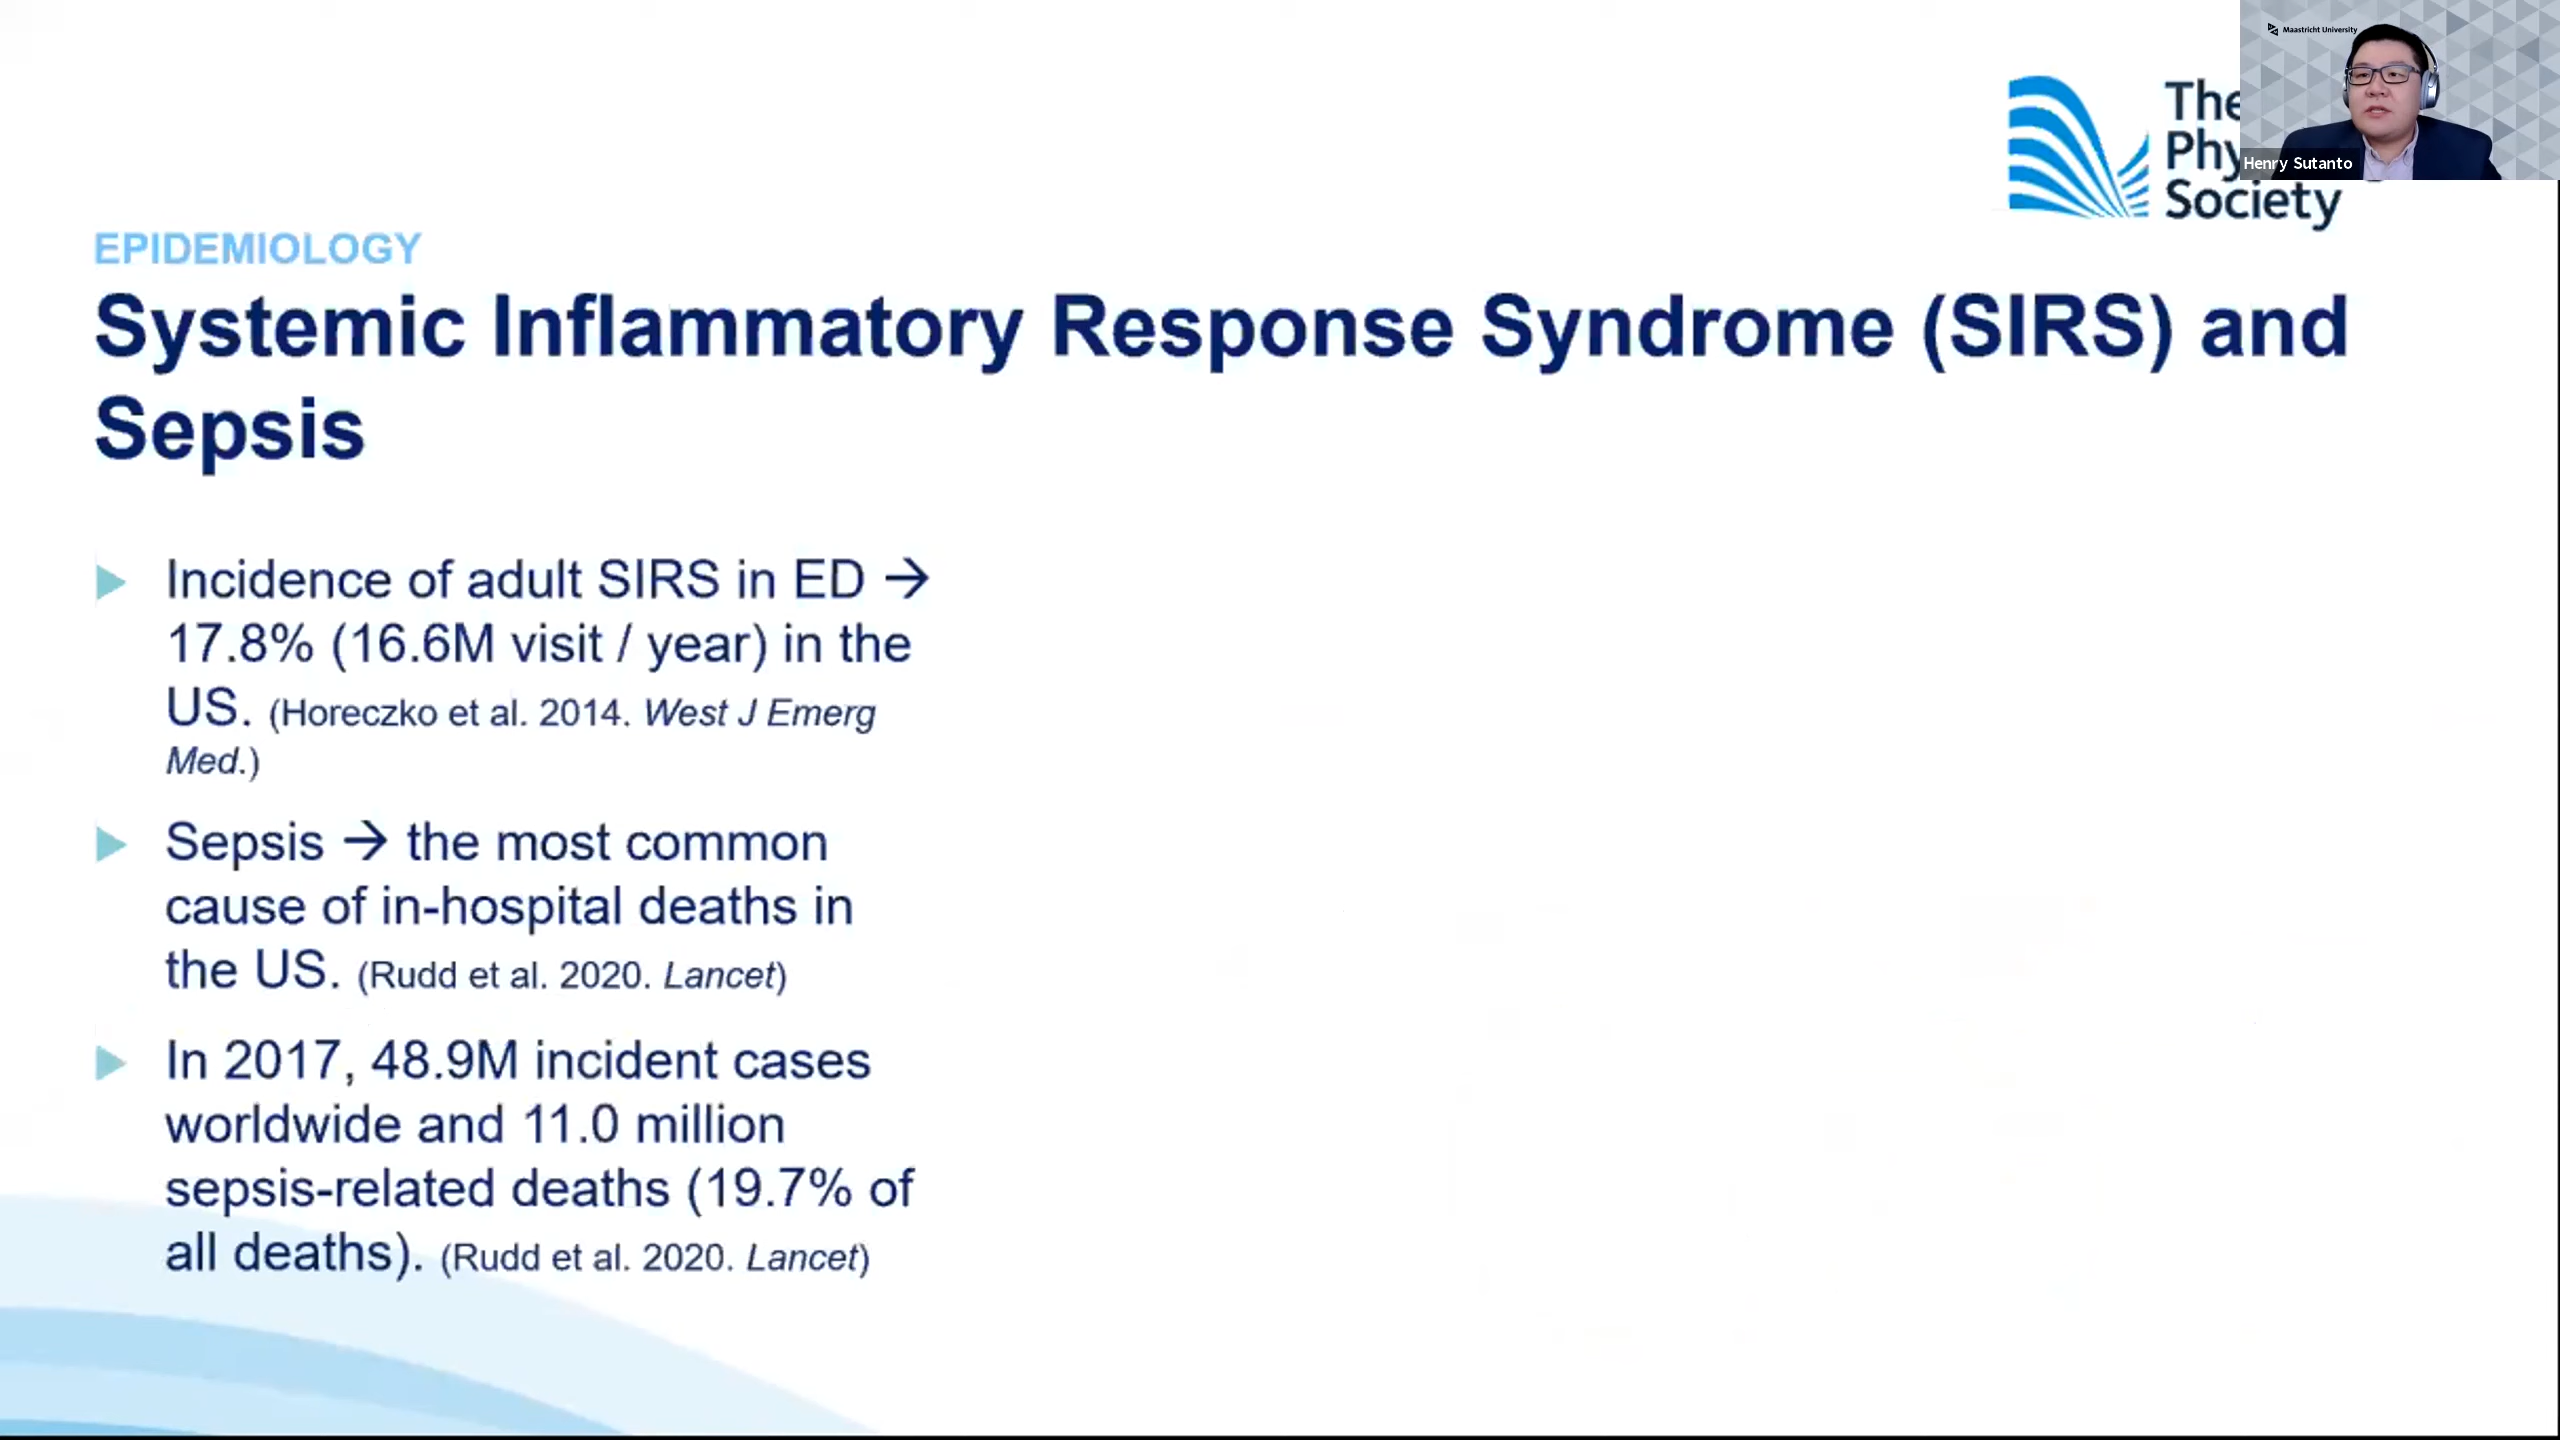 Maastricht University
The
Phy
Society
Henry Sutanto
EPIDEMIOLOGY
Systemic Inflammatory Response Syndrome (SIRS) and
Sepsis
Incidence of adult SIRS in ED →
17.8% (16.6M visit / year) in the
US. (Horeczko et al. 2014. West J Emerg
Med.)
Sepsis → the most common
cause of in-hospital deaths in
the US. (Rudd et al. 2020. Lancet)
In 2017, 48.9M incident cases
worldwide and 11.0 million
sepsis-related deaths (19.7% of
all deaths). (Rudd et al. 2020. Lancet)